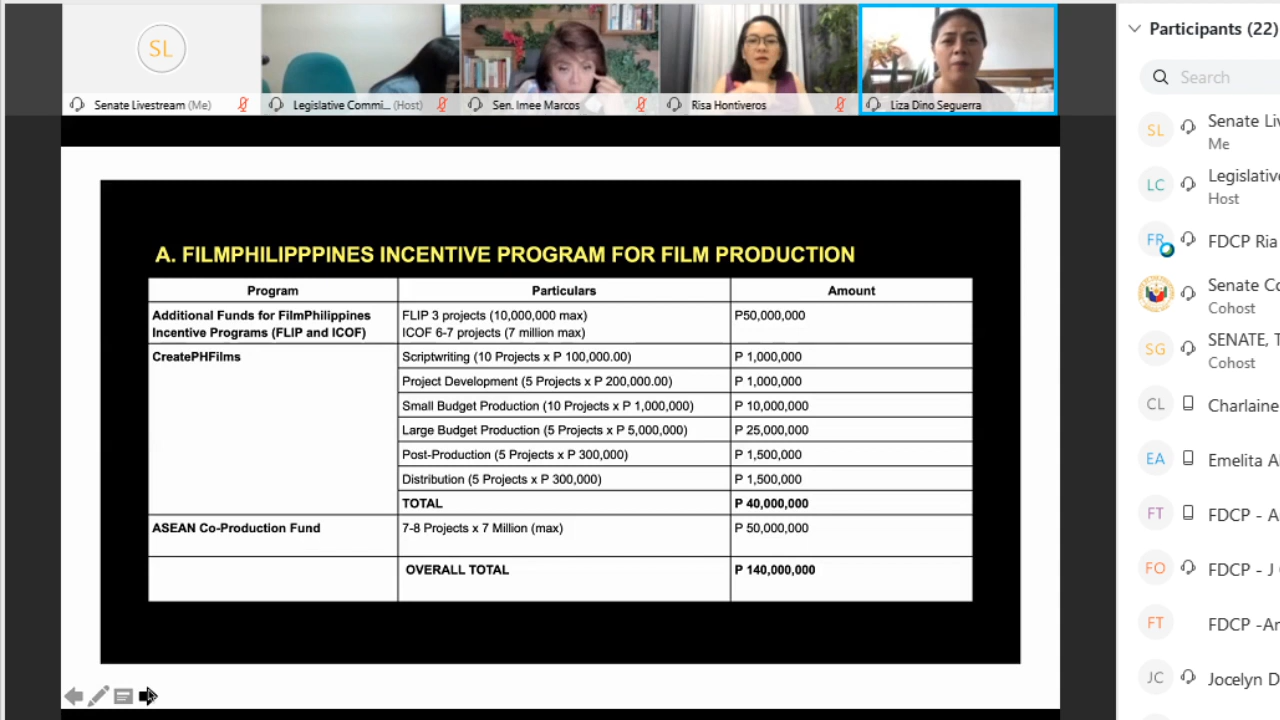 SL
Senate Livestream (Me)
Legislative Commi... (Host)
Sen. Imee Marcos
Risa Hontiveros
Liza Dino Seguerra
A. FILMPHILIPPPINES INCENTIVE PROGRAM FOR FILM PRODUCTION
Program Particulars Amount
Additional Funds for FilmPhilippines FLIP 3 projects (10,000,000 max) P50,000,000
Incentive Programs (FLIP and ICOF) ICOF 6-7 projects (7 million max)
CreatePHFilms Scriptwriting (10 Projects x P 100,000.00) P 1,000,000
Project Development (5 Projects x P 200,000.00) P 1,000,000
Small Budget Production (10 Projects x P 1,000,000) P 10,000,000
Large Budget Production (5 Projects x P 5,000,000) P 25,000,000
Post-Production (5 Projects x P 300,000) P 1,500,000
Distribution (5 Projects x P 300,000) P 1,500,000
TOTAL P 40,000,000
ASEAN Co-Production Fund 7-8 Projects x 7 Million (max) P 50,000,000
OVERALL TOTAL P 140,000,000
Participants (22)
Search
SL Senate Liv
Me
LC Legislative
Host
FR FDCP Ria
Senate Co
Cohost
SG SENATE, T
Cohost
CL Charlaine
EA Emelita A
FT FDCP - A
FO FDCP - J
FT FDCP -Ar
JC Jocelyn D